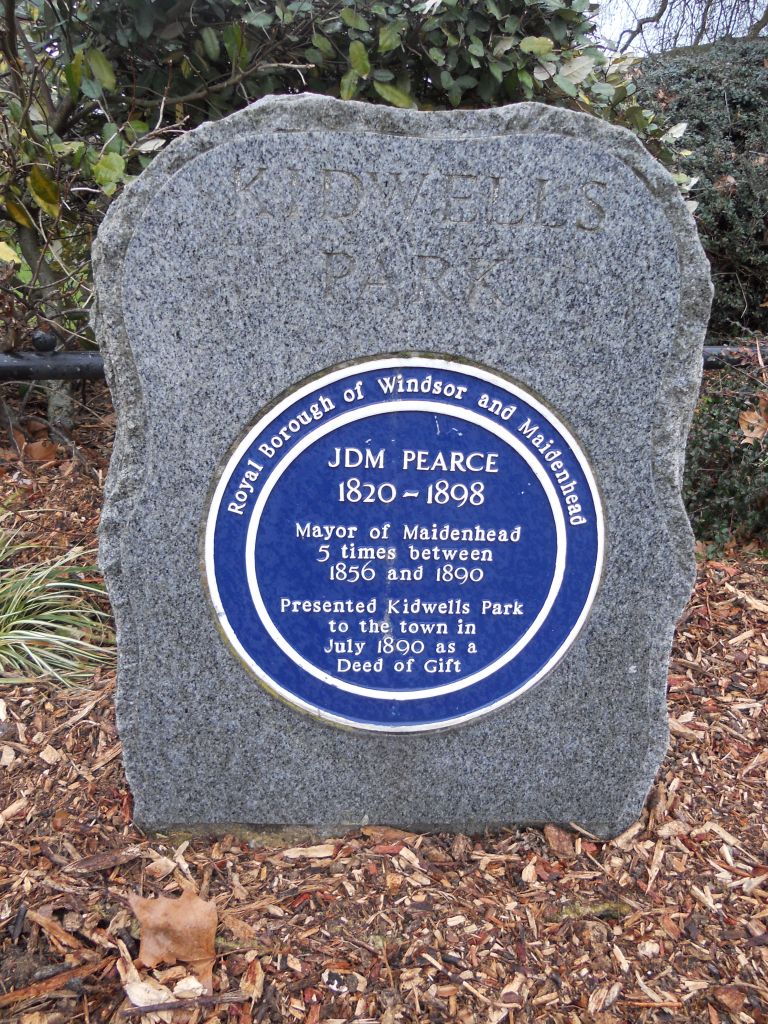 KIDWELLS
PARK
Royal Borough of Windsor and Maidenhead
JDM PEARCE
1820 - 1898
Mayor of Maidenhead
5 times between
1856 and 1890
Presented Kidwells Park
to the town in
July 1890 as a
Deed of Gift